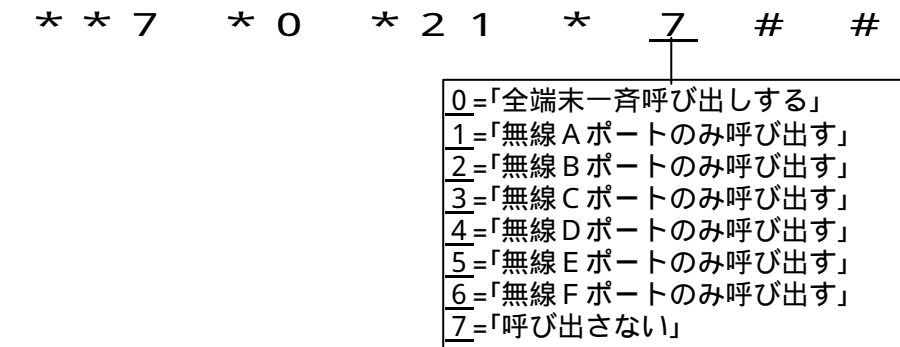 **7 *0 *21 * 7 # #
0=「全端末一斉呼び出しする」
1=「無線Aポートのみ呼び出す」
2=「無線Bポートのみ呼び出す」
3=「無線Cポートのみ呼び出す」
4=「無線Dポートのみ呼び出す」
5=「無線Eポートのみ呼び出す」
6=「無線Fポートのみ呼び出す」
7=「呼び出さない」